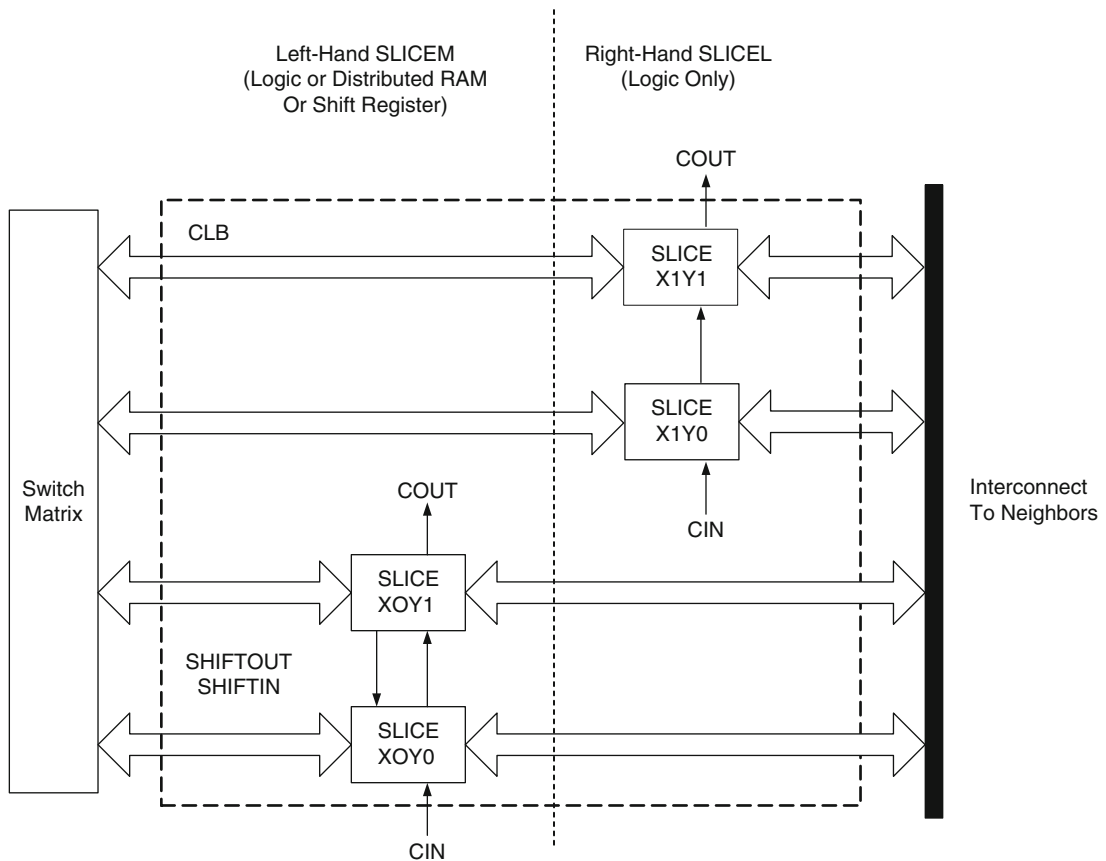 Left-Hand SLICEM
(Logic or Distributed RAM
Or Shift Register)
Right-Hand SLICEL
(Logic Only)
COUT
CLB
SLICE
X1Y1
SLICE
X1Y0
Switch
Matrix
COUT
CIN
Interconnect
To Neighbors
SLICE
XOY1
SHIFTOUT
SHIFTIN
SLICE
XOY0
CIN